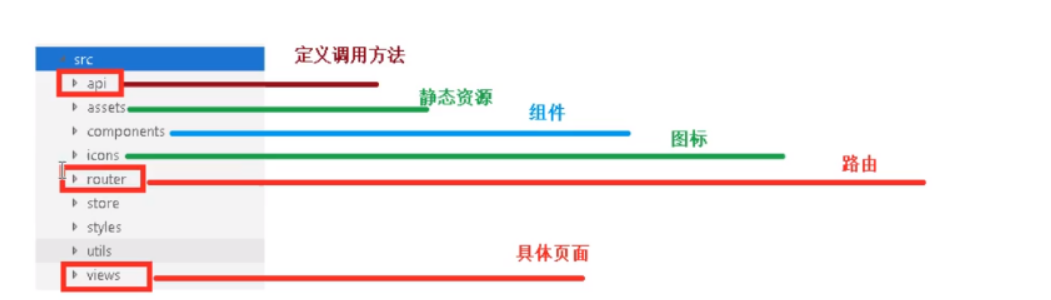 src
定义调用方法
api
静态资源
assets
组件
components
图标
icons
路由
router
store
styles
utils
具体页面
views